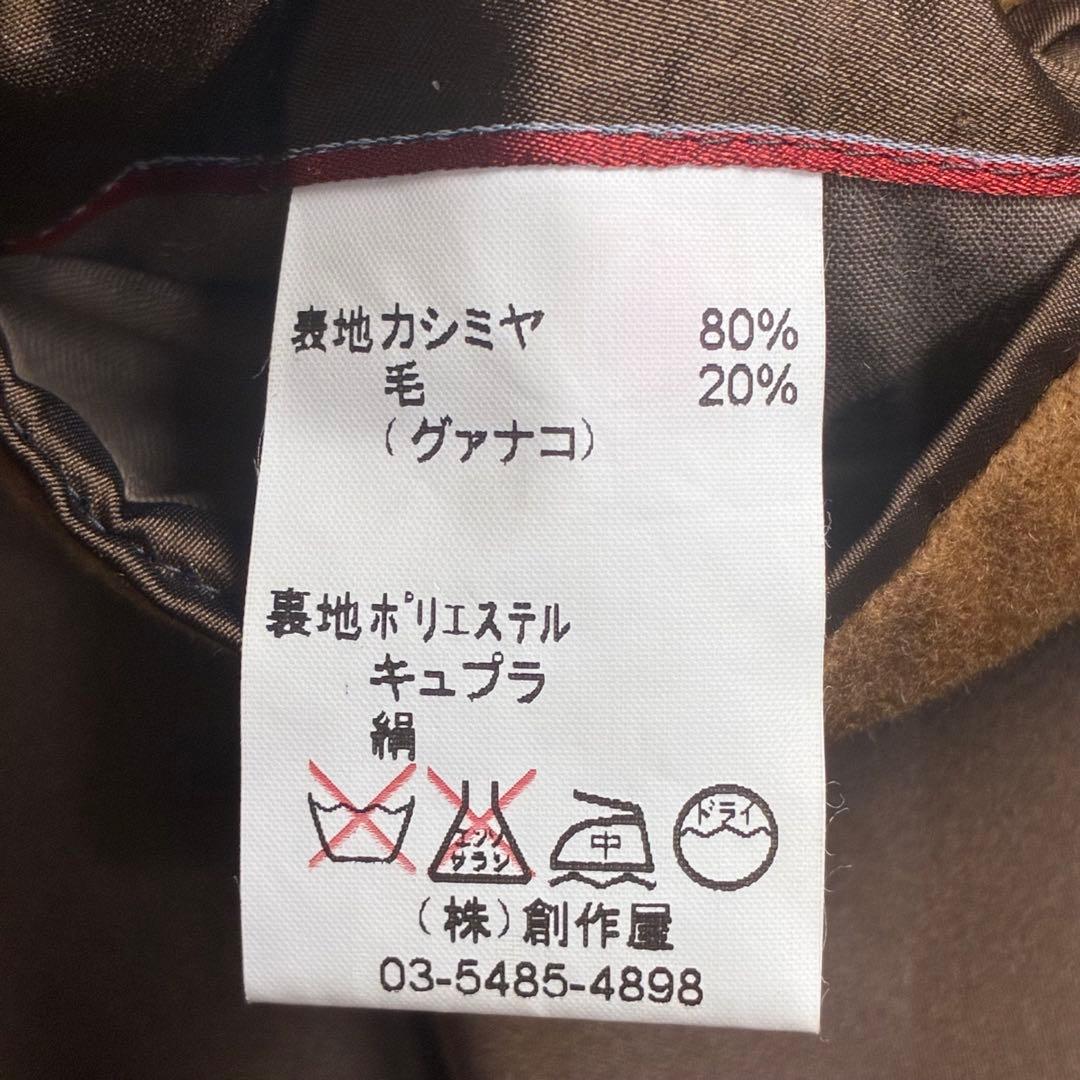 表地カシミヤ 80%
毛 20%
(グァナコ)
裏地ポリエステル
キュプラ
絹
エンソ
サラシ
中
ドライ
(株)創作屋
03-5485-4898